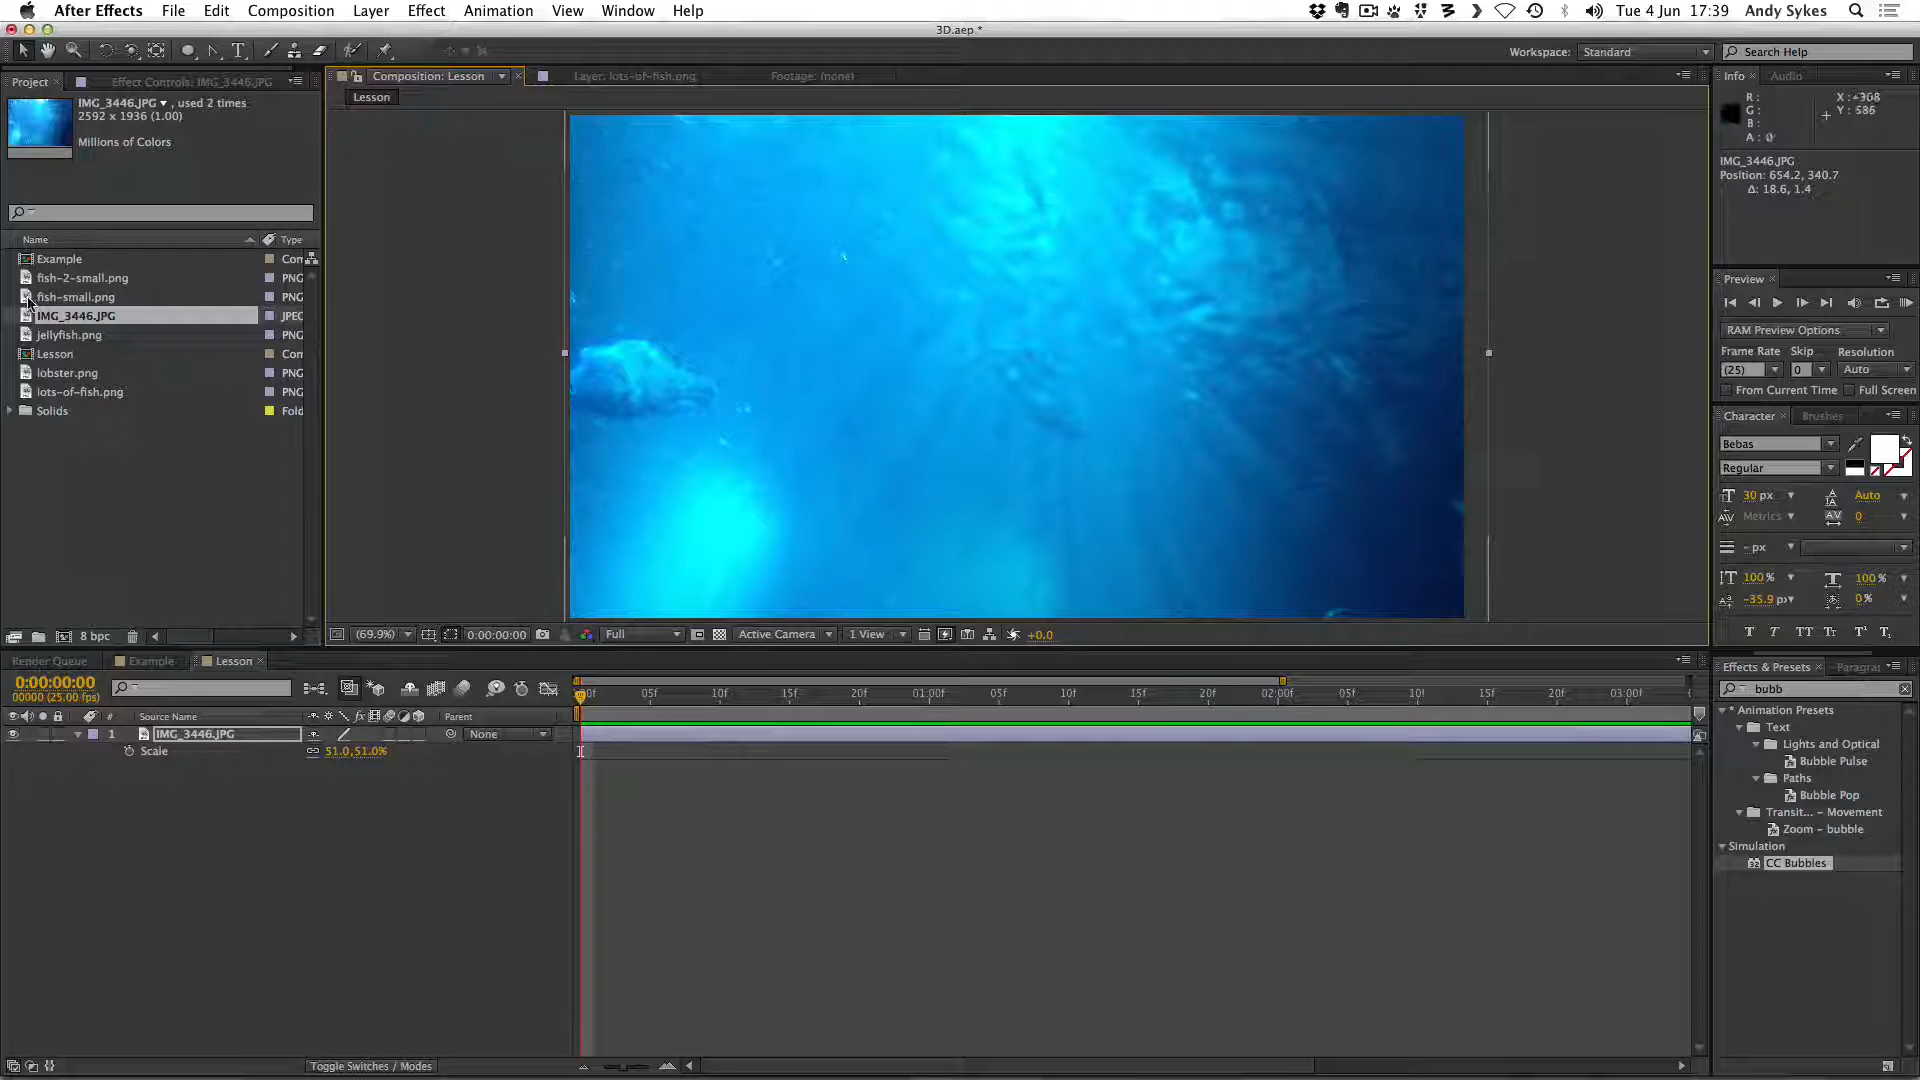 After Effects File Edit Composition Layer Effect Animation View Window Help Tue 4 Jun 17:39 Andy Sykes
3D.aep *
Workspace: Standard Search Help
Project × Effect Controls: IMG_3446.JPG Composition: Lesson × Layer: lots-of-fish.png Footage: (none) Info × Audio
IMG_3446.JPG ▼ , used 2 times
2592 x 1936 (1.00)
Millions of Colors
Lesson
R :
G :
B :
A : 0
Y : 586
IMG_3446.JPG
Position: 654.2, 340.7
Δ: 18.6, 1.4
Name Type
Example Con
fish-2-small.png PNG
fish-small.png PNG
IMG_3446.JPG JPEG
jellyfish.png PNG
Lesson Con
lobster.png PNG
lots-of-fish.png PNG
Solids Fold
Preview ×
RAM Preview Options
Frame Rate Skip Resolution
(25) 0 Auto
From Current Time Full Screen
Character × Brushes
Bebas
Regular
30 px Auto
Metrics 0
- px
100 % 100 %
-35.9 px 0 %
T T TT Tt T¹ T₁
8 bpc (69.9%) 0:00:00:00 Full Active Camera 1 View +0.0
Render Queue Example Lesson ×
0:00:00:00
00000 (25.00 fps)
05f 10f 15f 20f 01:00f 05f 10f 15f 20f 02:00f 05f 10f 15f 20f 03:00f
# Source Name fx Parent
1 IMG_3446.JPG None
Scale 51.0,51.0%
Toggle Switches / Modes
Effects & Presets ×
bubb
* Animation Presets
Text
Lights and Optical
Bubble Pulse
Paths
Bubble Pop
Transit... - Movement
Zoom - bubble
Simulation
CC Bubbles